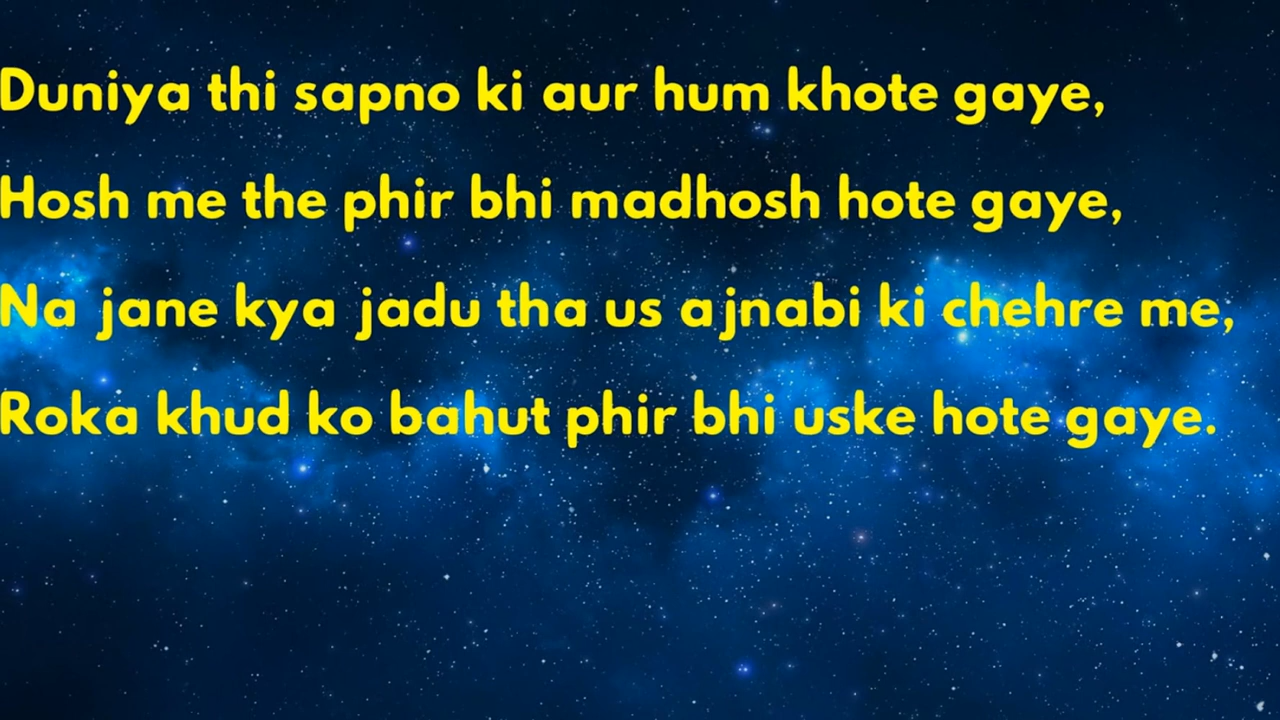 Duniya thi sapno ki aur hum khote gaye,
Hosh me the phir bhi madhosh hote gaye,
Na jane kya jadu tha us ajnabi ki chehre me,
Roka khud ko bahut phir bhi uske hote gaye.